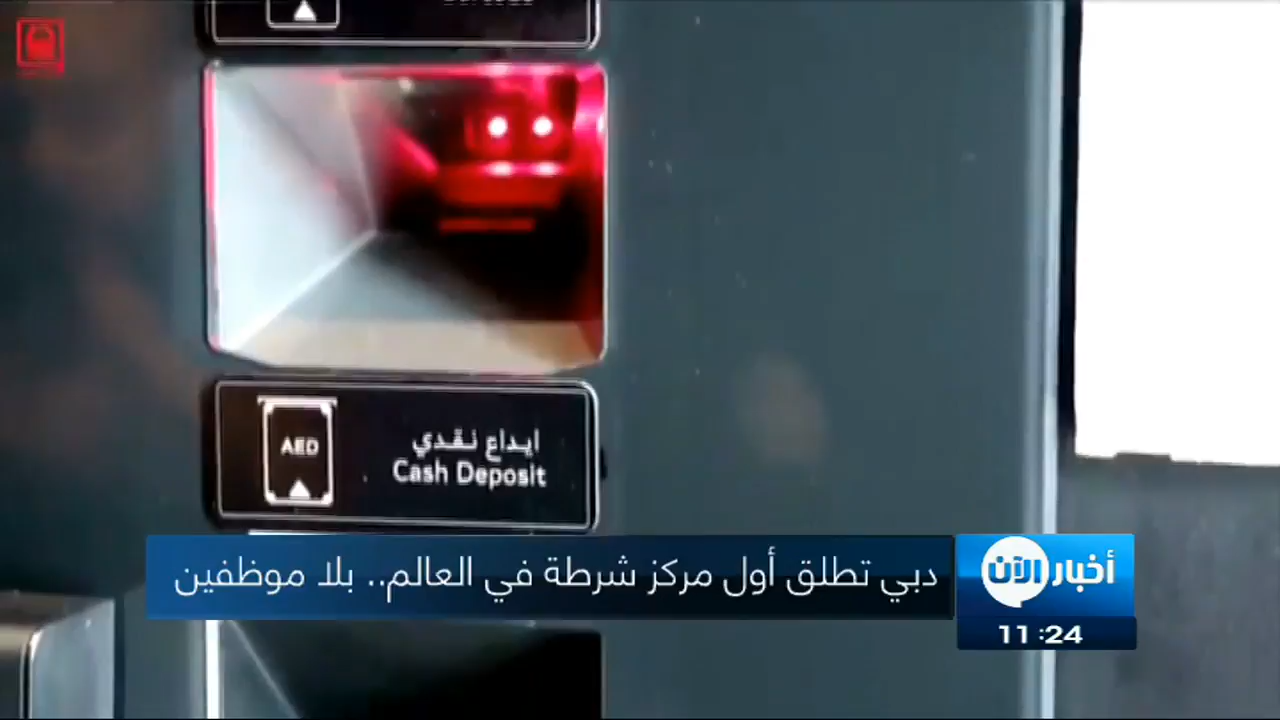 AED
ايداع نقدي
Cash Deposit
دبي تطلق أول مركز شرطة في العالم.. بلا موظفين
أخبار الآن
11:24